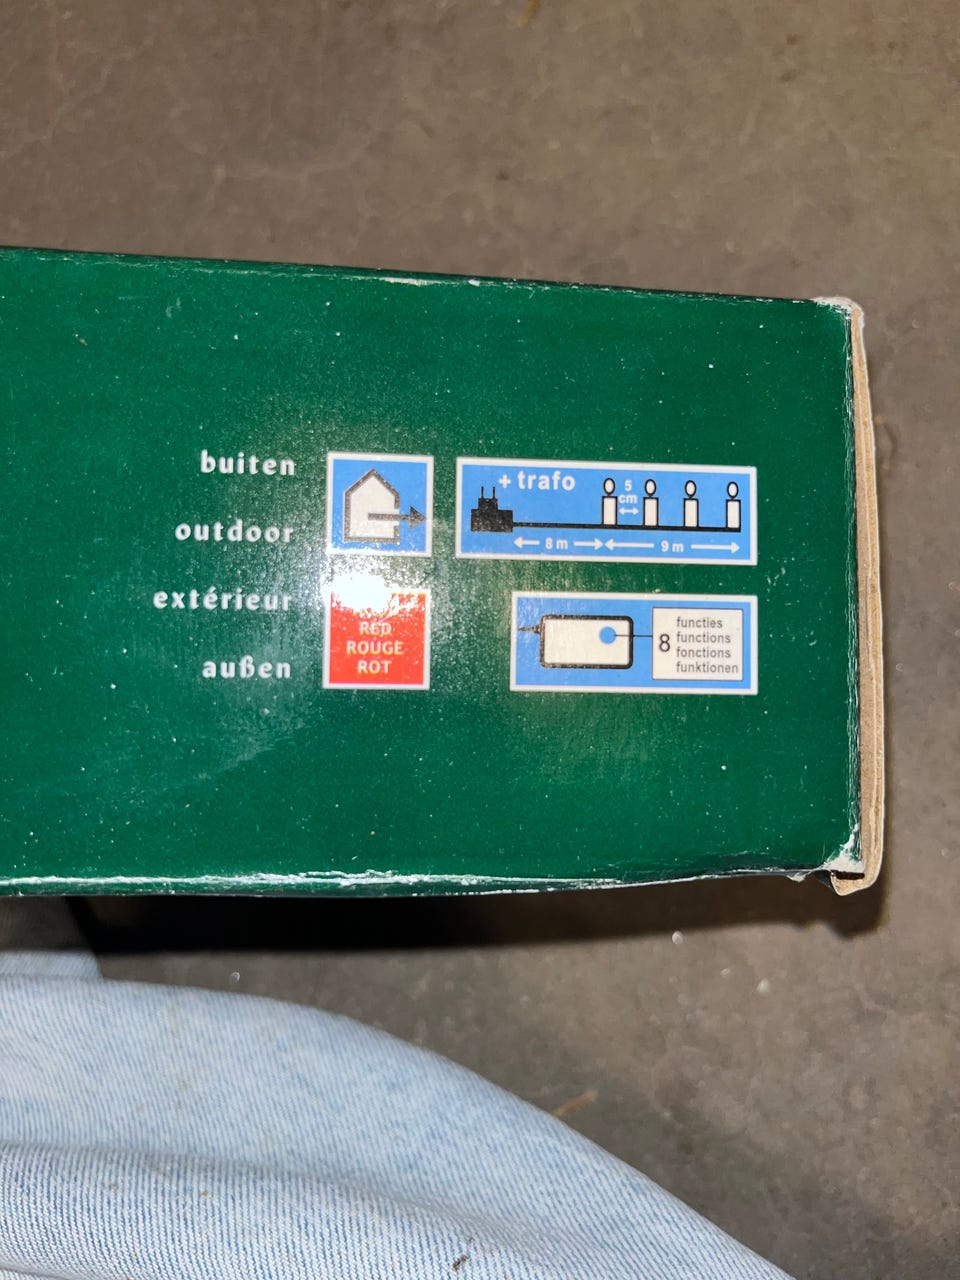 buiten
outdoor
extérieur
außen
+ trafo
5
cm
8 m
9 m
RED
ROUGE
ROT
8
functies
functions
fonctions
funktionen